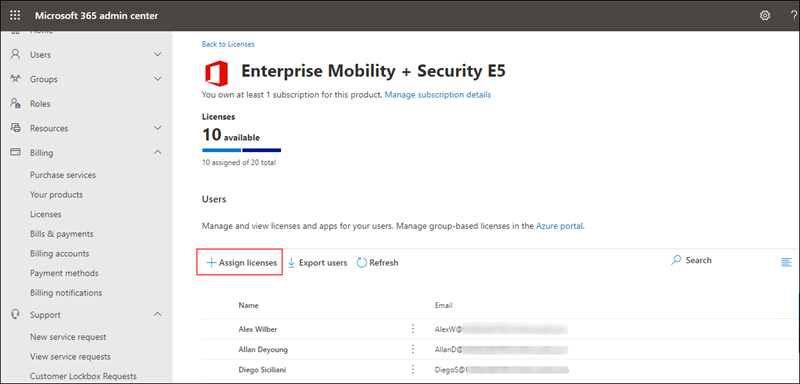 Microsoft 365 admin center
?
Home
Users
Groups
Roles
Resources
Billing
Purchase services
Your products
Licenses
Bills & payments
Billing accounts
Payment methods
Billing notifications
Support
New service request
View service requests
Customer Lockbox Requests
Back to Licenses
Enterprise Mobility + Security E5
You own at least 1 subscription for this product. Manage subscription details
Licenses
10 available
10 assigned of 20 total
Users
Manage and view licenses and apps for your users. Manage group-based licenses in the Azure portal.
Assign licenses Export users Refresh Search
Name Email
Alex Wilber AlexW@
Allan Deyoung AllanD@
Diego Siciliani DiegoS@